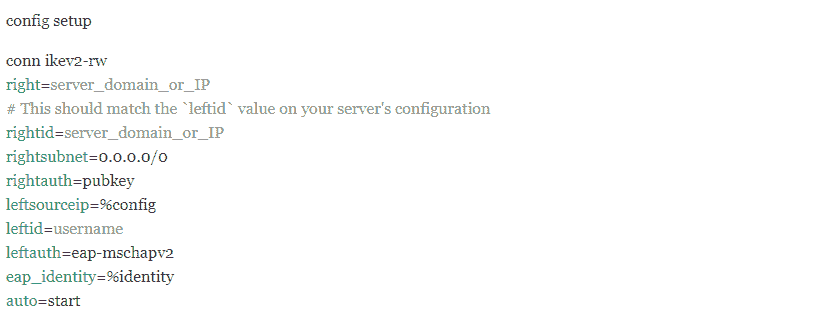 config setup
conn ikev2-rw
right=server_domain_or_IP
# This should match the `leftid` value on your server's configuration
rightid=server_domain_or_IP
rightsubnet=0.0.0.0/0
rightauth=pubkey
leftsourceip=%config
leftid=username
leftauth=eap-mschapv2
eap_identity=%identity
auto=start